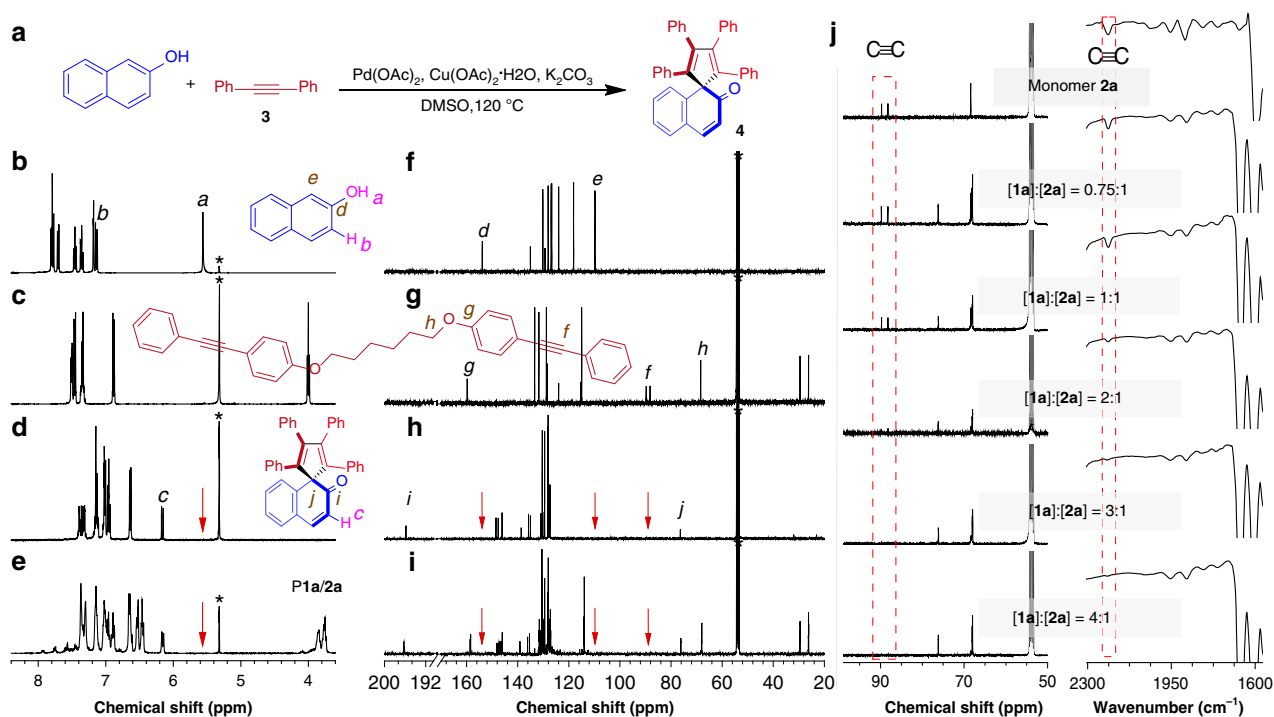 a
OH
+
Ph
Ph
3
Pd(OAc)2, Cu(OAc)2·H2O, K2CO3
DMSO,120 °C
Ph
Ph
Ph
Ph
O
4
b
b
a
*
e
OH
d
a
H
b
c
*
O
h
O
g
f
d
c
*
Ph
Ph
Ph
Ph
O
j
i
H
c
e
P1a/2a
*
8
7
6
5
4
Chemical shift (ppm)
f
d
e
*
g
g
f
h
*
h
i
j
*
i
*
200
192
160
140
120
100
80
60
40
20
Chemical shift (ppm)
j
C≡C
C≡C
Monomer 2a
[1a]:[2a] = 0.75:1
[1a]:[2a] = 1:1
[1a]:[2a] = 2:1
[1a]:[2a] = 3:1
[1a]:[2a] = 4:1
90
70
50
Chemical shift (ppm)
2300
1950
1600
Wavenumber (cm⁻¹)